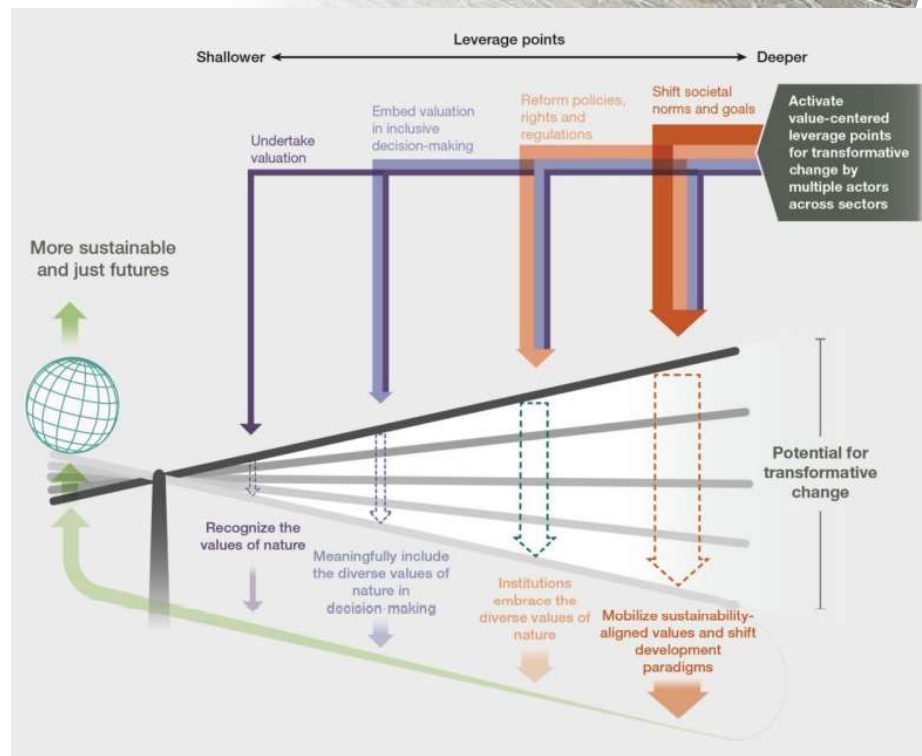 Leverage points
Shallower
Deeper
Undertake
valuation
Embed valuation
in inclusive
decision-making
Reform policies,
rights and
regulations
Shift societal
norms and goals
Activate
value-centered
leverage points
for transformative
change by
multiple actors
across sectors
More sustainable
and just futures
Potential for
transformative
change
Recognize the
values of nature
Meaningfully include
the diverse values of
nature in
decision-making
Institutions
embrace the
diverse values of
nature
Mobilize sustainability-
aligned values and shift
development
paradigms